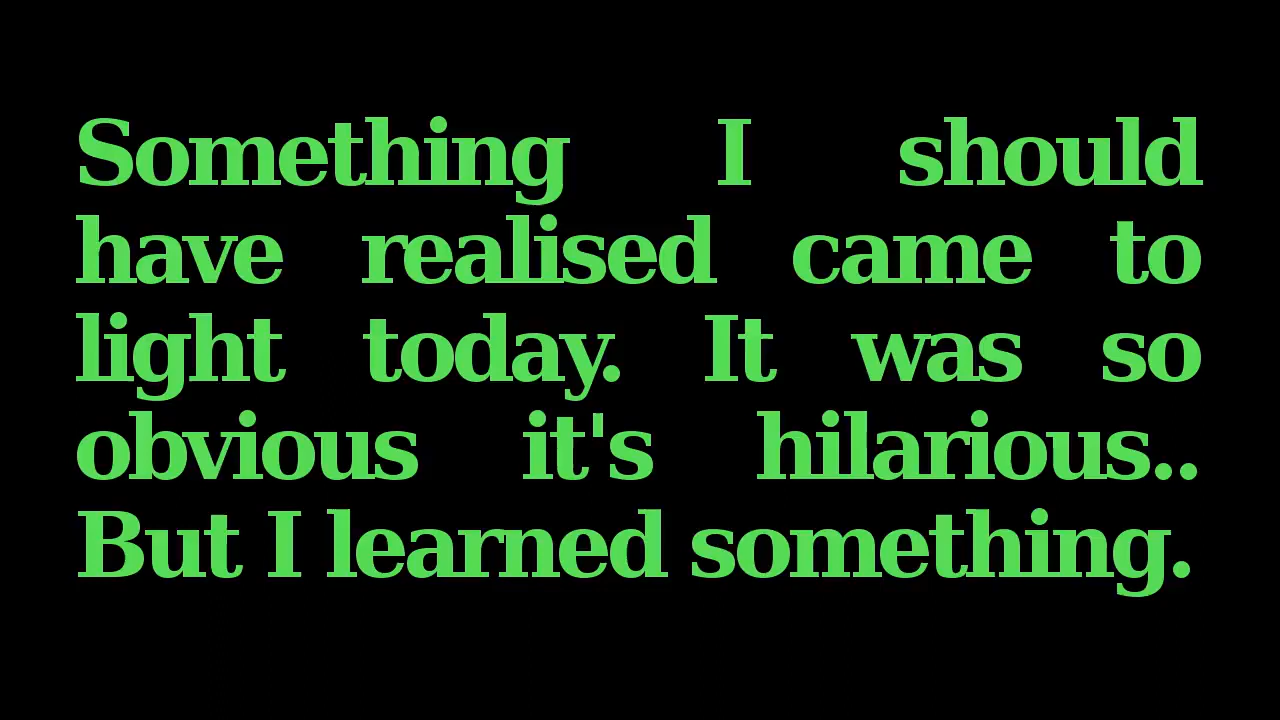 Something I should
have realised came to
light today. It was so
obvious it's hilarious..
But I learned something.